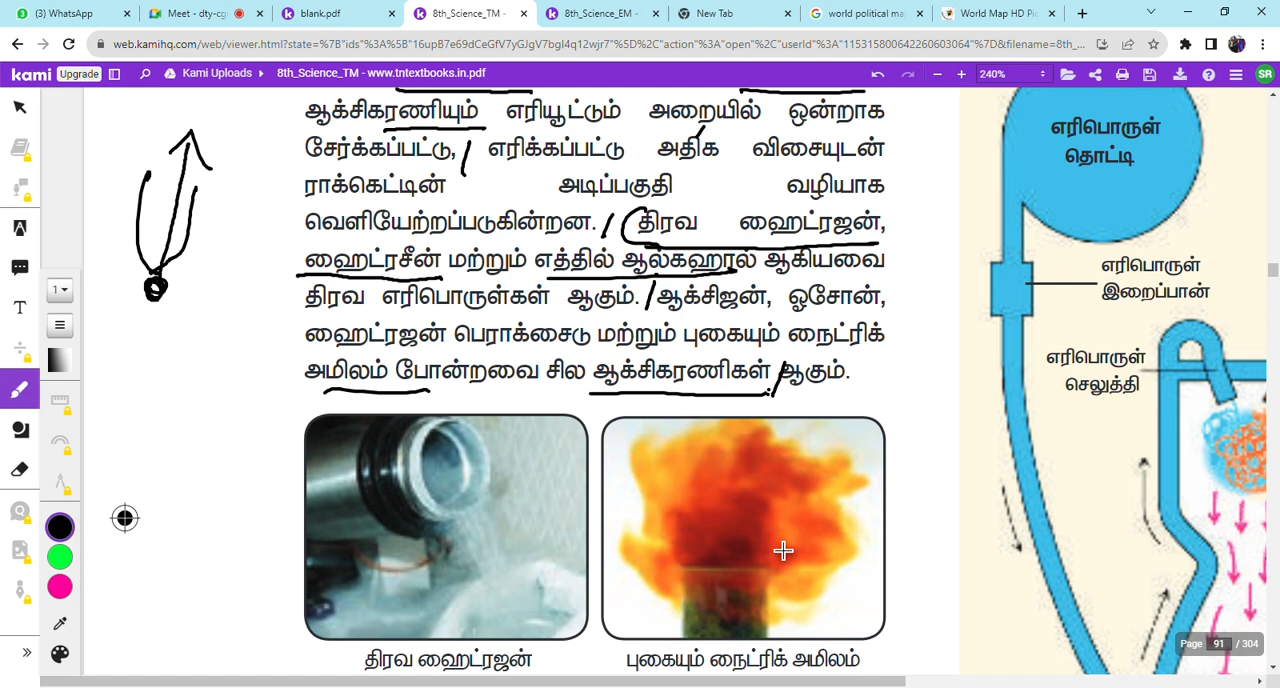 (3) WhatsApp
Meet - dty-cg
blank.pdf
8th_Science_TM -
8th_Science_EM -
New Tab
world political ma
World Map HD Pic
web.kamihq.com/web/viewer.html?state=%7B"ids"%3A%5B"16upB7e69dCeGfV7yGJgV7bgI4q12wjr7"%5D%2C"action"%3A"open"%2C"userId"%3A"115315800642260603064"%7D&filename=8th_...
kami Upgrade Kami Uploads 8th_Science_TM - www.tntextbooks.in.pdf 240% SR
ஆக்சிகரணியும் எரியூட்டும் அறையில் ஒன்றாக
சேர்க்கப்பட்டு, எரிக்கப்பட்டு அதிக விசையுடன்
ராக்கெட்டின் அடிப்பகுதி வழியாக
வெளியேற்றப்படுகின்றன. திரவ ஹைட்ரஜன்,
ஹைட்ரசீன் மற்றும் எத்தில் ஆல்கஹால் ஆகியவை
திரவ எரிபொருள்கள் ஆகும். ஆக்சிஜன், ஓசோன்,
ஹைட்ரஜன் பெராக்சைடு மற்றும் புகையும் நைட்ரிக்
அமிலம் போன்றவை சில ஆக்சிகரணிகள் ஆகும்.
திரவ ஹைட்ரஜன்
புகையும் நைட்ரிக் அமிலம்
எரிபொருள்
தொட்டி
எரிபொருள்
இறைப்பான்
எரிபொருள்
செலுத்தி
1
Page 91 / 304